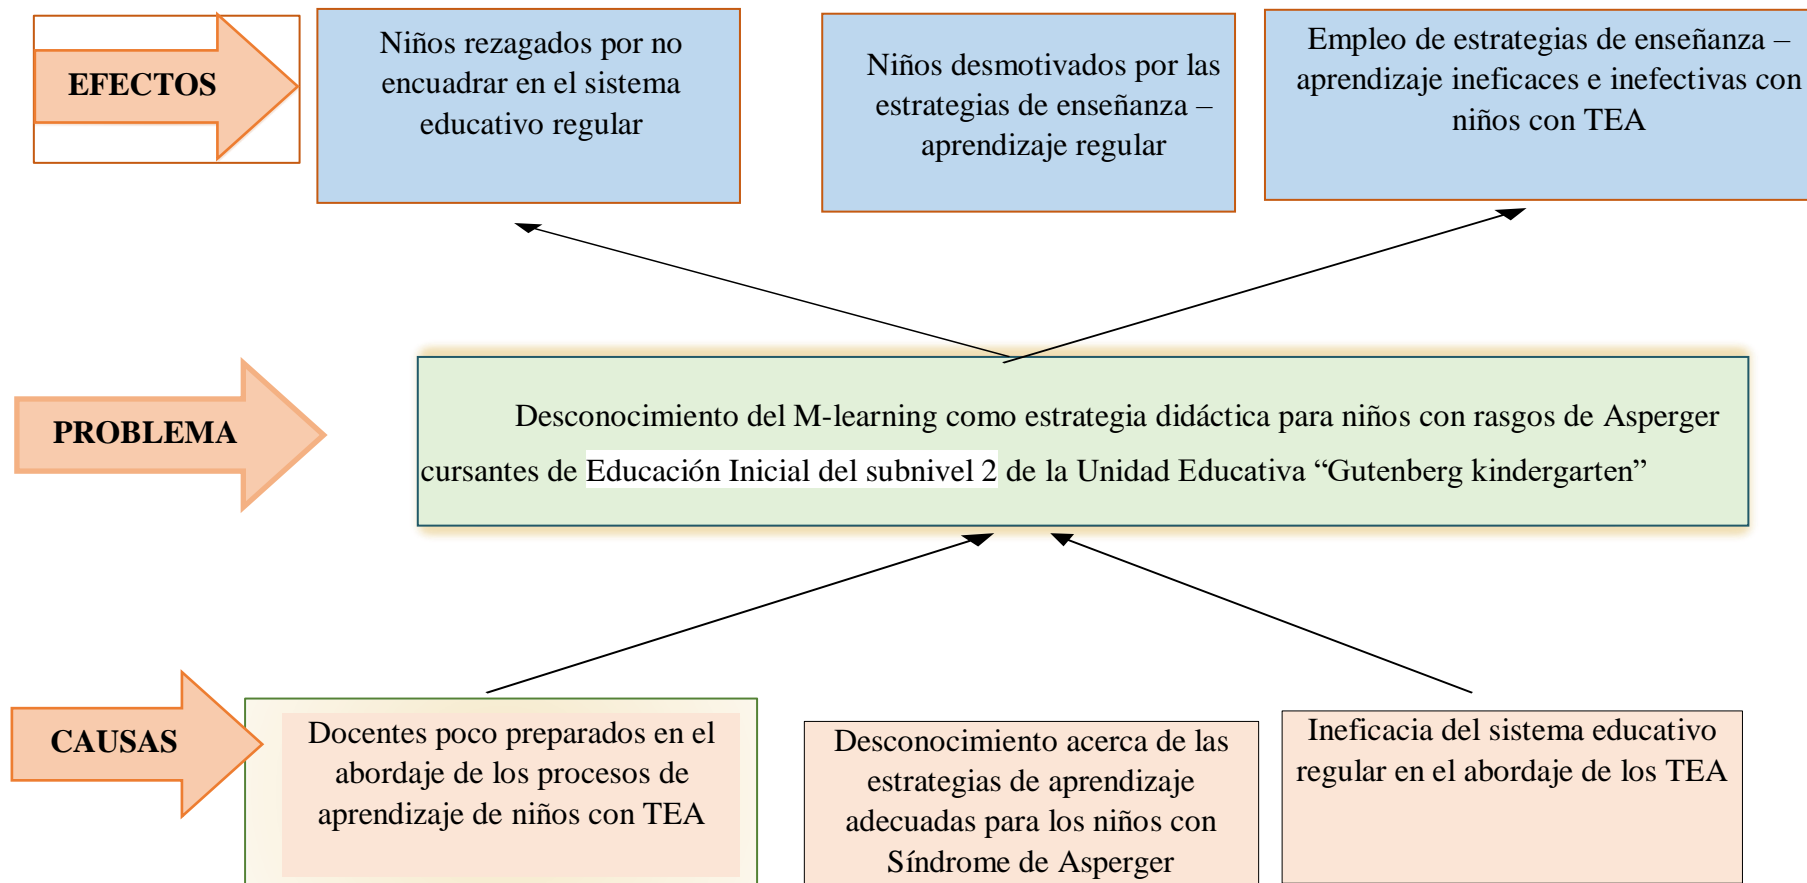 EFECTOS
Niños rezagados por no
encuadrar en el sistema
educativo regular
Niños desmotivados por las
estrategias de enseñanza –
aprendizaje regular
Empleo de estrategias de enseñanza –
aprendizaje ineficaces e inefectivas con
niños con TEA
PROBLEMA
Desconocimiento del M-learning como estrategia didáctica para niños con rasgos de Asperger
cursantes de Educación Inicial del subnivel 2 de la Unidad Educativa “Gutenberg kindergarten”
CAUSAS
Docentes poco preparados en el
abordaje de los procesos de
aprendizaje de niños con TEA
Desconocimiento acerca de las
estrategias de aprendizaje
adecuadas para los niños con
Síndrome de Asperger
Ineficacia del sistema educativo
regular en el abordaje de los TEA